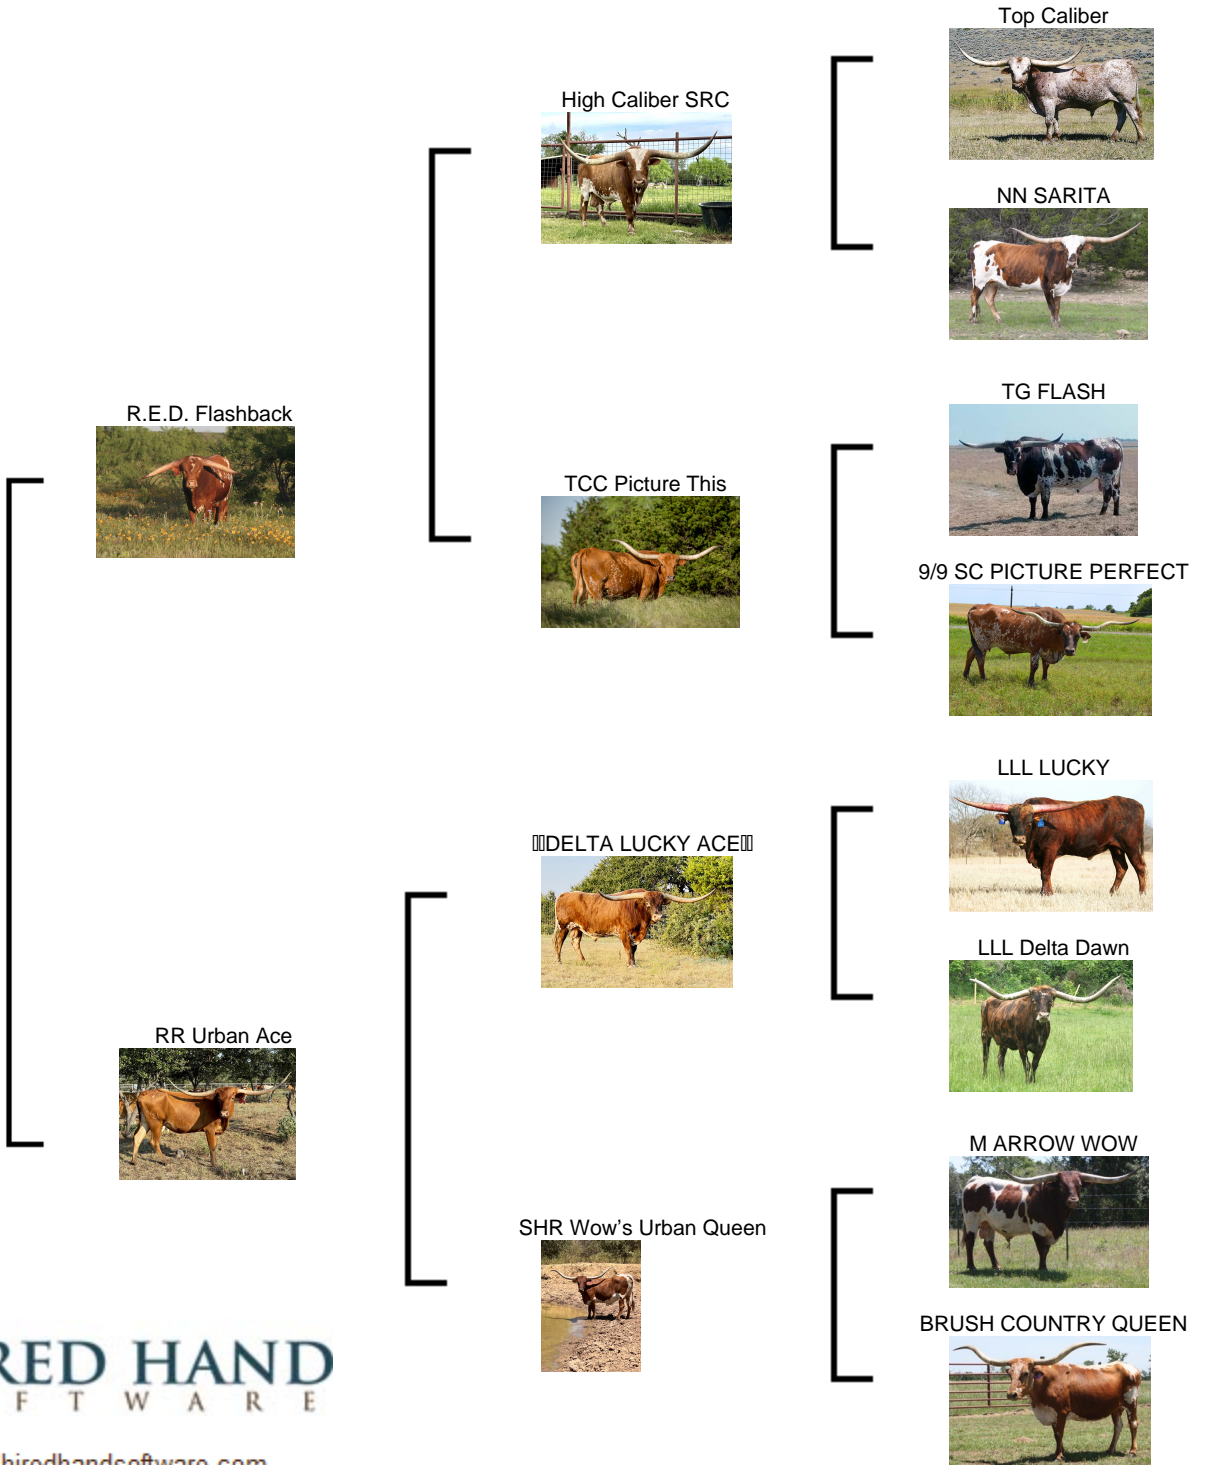 Top Caliber
High Caliber SRC
NN SARITA
TG FLASH
R.E.D. Flashback
TCC Picture This
9/9 SC PICTURE PERFECT
LLL LUCKY
DELTA LUCKY ACE
LLL Delta Dawn
RR Urban Ace
M ARROW WOW
SHR Wow's Urban Queen
BRUSH COUNTRY QUEEN
RED HAND
F T W A R E
hiredhandsoftware.com